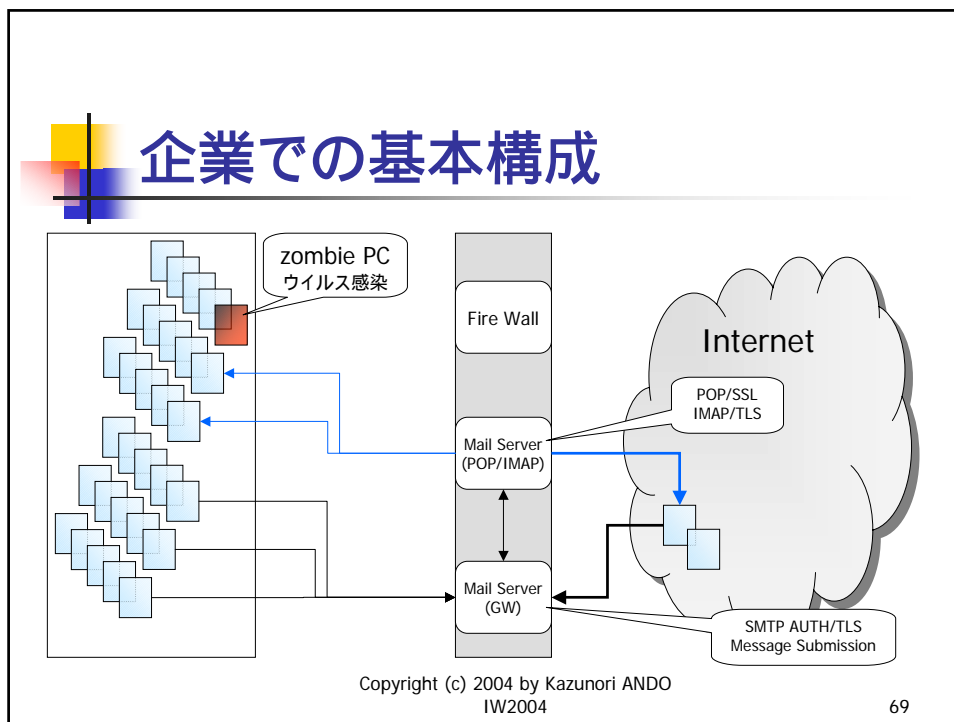 企業での基本構成
zombie PC
ウイルス感染
Fire Wall
Internet
POP/SSL
IMAP/TLS
Mail Server
(POP/IMAP)
Mail Server
(GW)
SMTP AUTH/TLS
Message Submission
Copyright (c) 2004 by Kazunori ANDO
IW2004
69